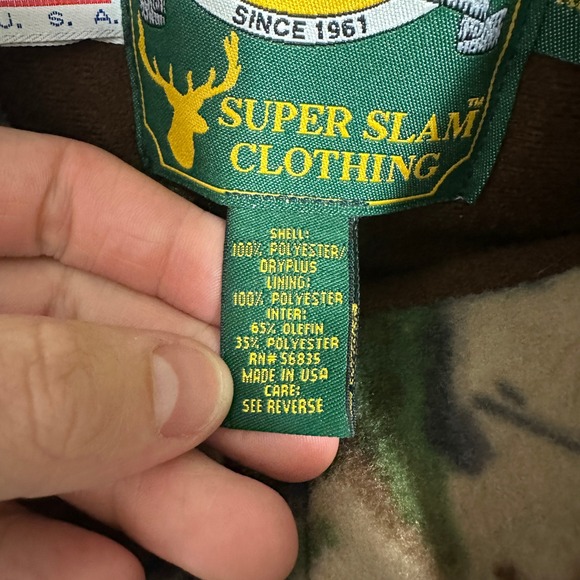 U. S. A.
SINCE 1961
SUPER SLAM™
CLOTHING
SHELL:
100% POLYESTER/
DRYPLUS
LINING:
100% POLYESTER
INTER:
65% OLEFIN
35% POLYESTER
RN# 56835
MADE IN USA
CARE:
SEE REVERSE